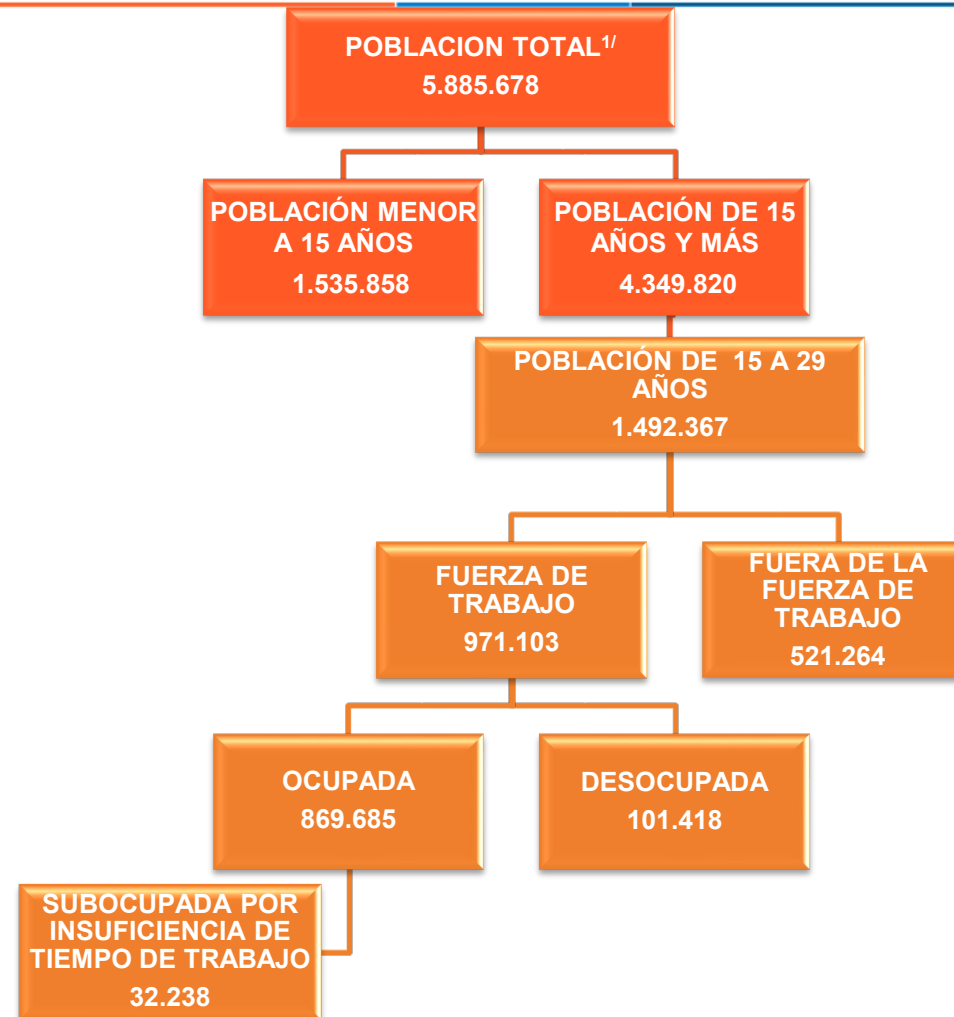 POBLACION TOTAL1/
5.885.678
POBLACIÓN MENOR
A 15 AÑOS
1.535.858
POBLACIÓN DE 15
AÑOS Y MÁS
4.349.820
POBLACIÓN DE 15 A 29
AÑOS
1.492.367
FUERZA DE
TRABAJO
971.103
FUERA DE LA
FUERZA DE
TRABAJO
521.264
OCUPADA
869.685
DESOCUPADA
101.418
SUBOCUPADA POR
INSUFICIENCIA DE
TIEMPO DE TRABAJO
32.238